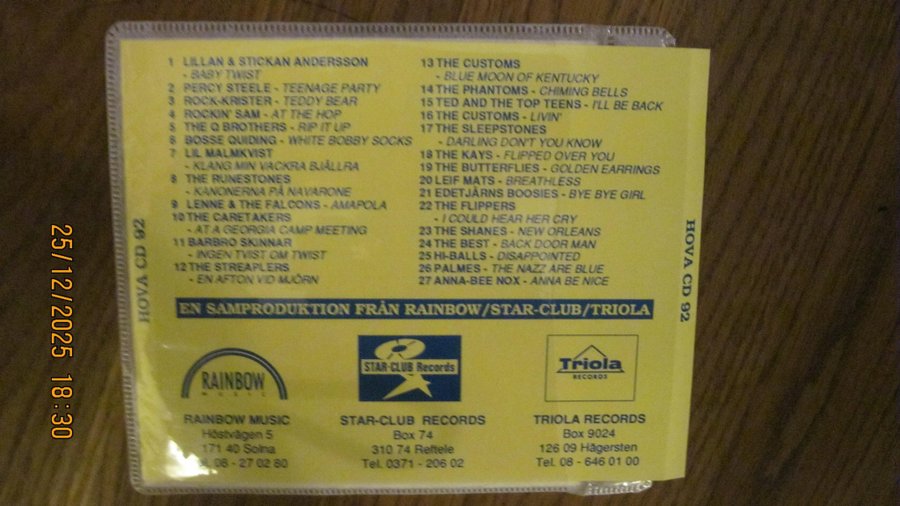 1 LILLAN & STICKAN ANDERSSON
- BABY TWIST
2 PERCY STEELE - TEENAGE PARTY
3 ROCK-KRISTER - TEDDY BEAR
4 ROCKIN' SAM - AT THE HOP
5 THE Q BROTHERS - RIP IT UP
6 BOSSE QUIDING - WHITE BOBBY SOCKS
7 LIL MALMKVIST
- KLANG MIN VACKRA BJÄLLRA
8 THE RUNESTONES
- KANONERNA PÅ NAVARONE
9 LENNE & THE FALCONS - AMAPOLA
10 THE CARETAKERS
- AT A GEORGIA CAMP MEETING
11 BARBRO SKINNAR
- INGEN TVIST OM TWIST
12 THE STREAPLERS
- EN AFTON VID MJÖRN
13 THE CUSTOMS
- BLUE MOON OF KENTUCKY
14 THE PHANTOMS - CHIMING BELLS
15 TED AND THE TOP TEENS - I'LL BE BACK
16 THE CUSTOMS - LIVIN'
17 THE SLEEPSTONES
- DARLING DON'T YOU KNOW
18 THE KAYS - FLIPPED OVER YOU
19 THE BUTTERFLIES - GOLDEN EARRINGS
20 LEIF MATS - BREATHLESS
21 EDETJÄRNS BOOSIES - BYE BYE GIRL
22 THE FLIPPERS
- I COULD HEAR HER CRY
23 THE SHANES - NEW ORLEANS
24 THE BEST - BACK DOOR MAN
25 HI-BALLS - DISAPPOINTED
26 PALMES - THE NAZZ ARE BLUE
27 ANNA-BEE NOX - ANNA BE NICE
EN SAMPRODUKTION FRÅN RAINBOW/STAR-CLUB/TRIOLA
RAINBOW
MUSIC
RAINBOW MUSIC
Höstvägen 5
171 40 Solna
08 - 27 02 80
STAR-CLUB Records
STAR-CLUB RECORDS
Box 74
310 74 Reftele
Tel. 0371 - 206 02
Triola
RECORDS
TRIOLA RECORDS
Box 9024
126 09 Hägersten
Tel. 08 - 646 01 00
HOVA CD 92
HOVA CD 92
25/12/2025 18:30